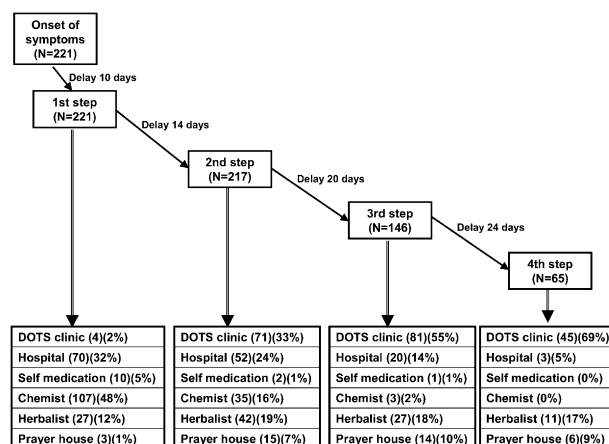 Onset of
symptoms
(N=221)
Delay 10 days
1st step
(N=221)
Delay 14 days
2nd step
(N=217)
Delay 20 days
3rd step
(N=146)
Delay 24 days
4th step
(N=65)
DOTS clinic (4)(2%)
Hospital (70)(32%)
Self medication (10)(5%)
Chemist (107)(48%)
Herbalist (27)(12%)
Prayer house (3)(1%)
DOTS clinic (71)(33%)
Hospital (52)(24%)
Self medication (2)(1%)
Chemist (35)(16%)
Herbalist (42)(19%)
Prayer house (15)(7%)
DOTS clinic (81)(55%)
Hospital (20)(14%)
Self medication (1)(1%)
Chemist (3)(2%)
Herbalist (27)(18%)
Prayer house (14)(10%)
DOTS clinic (45)(69%)
Hospital (3)(5%)
Self medication (0%)
Chemist (0%)
Herbalist (11)(17%)
Prayer house (6)(9%)